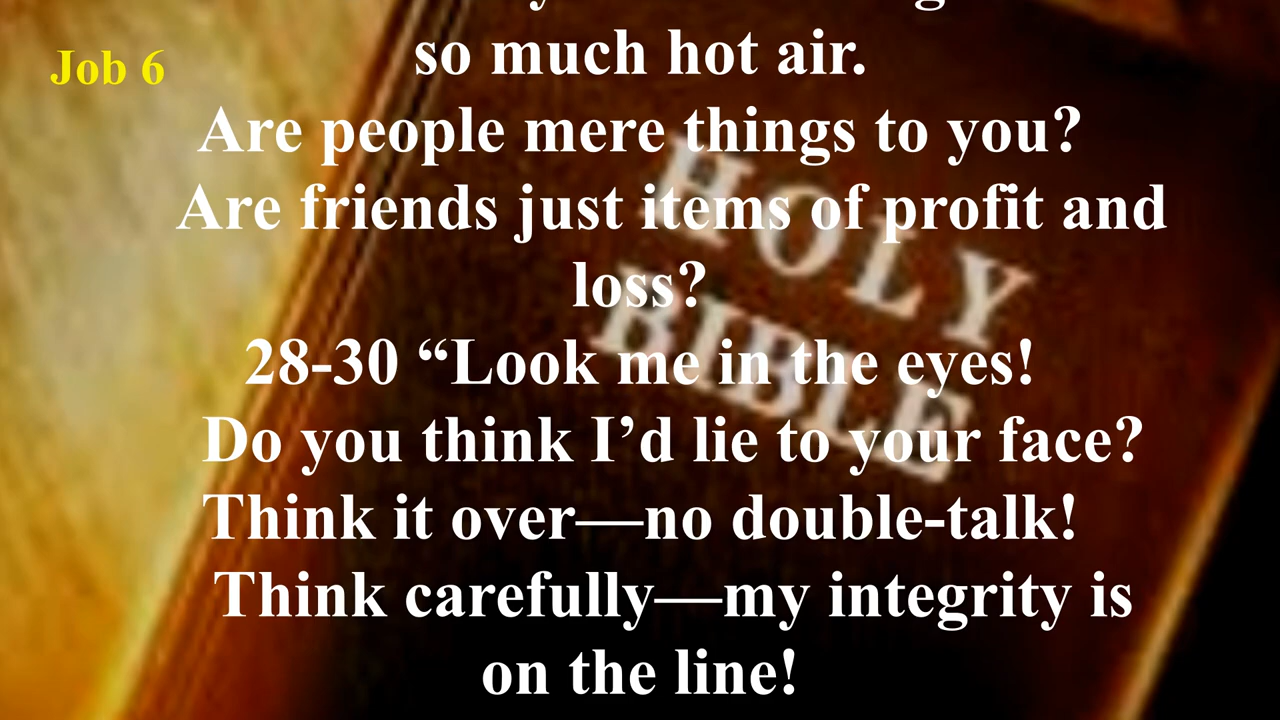 Job 6
so much hot air.
Are people mere things to you?
Are friends just items of profit and
loss?
28-30 “Look me in the eyes!
Do you think I’d lie to your face?
Think it over—no double-talk!
Think carefully—my integrity is
on the line!
HOLY
BIBLE